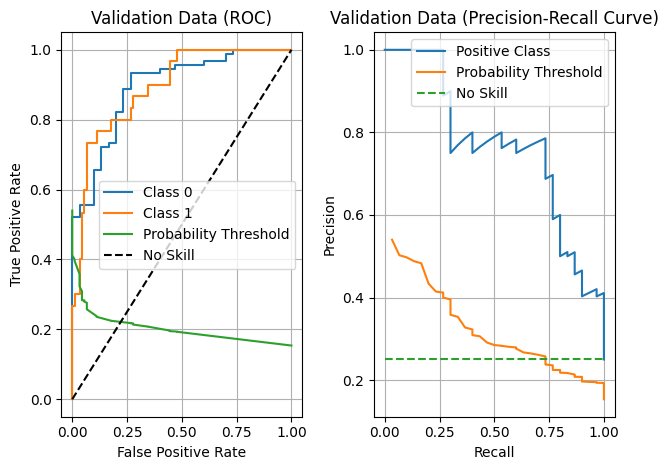 Validation Data (ROC)
1.0
0.8
0.6
0.4
0.2
0.0
True Positive Rate
Class 0
Class 1
Probability Threshold
No Skill
0.00
0.25
0.50
0.75
1.00
False Positive Rate
Validation Data (Precision-Recall Curve)
1.0
0.8
0.6
0.4
0.2
Precision
Positive Class
Probability Threshold
No Skill
0.00
0.25
0.50
0.75
1.00
Recall